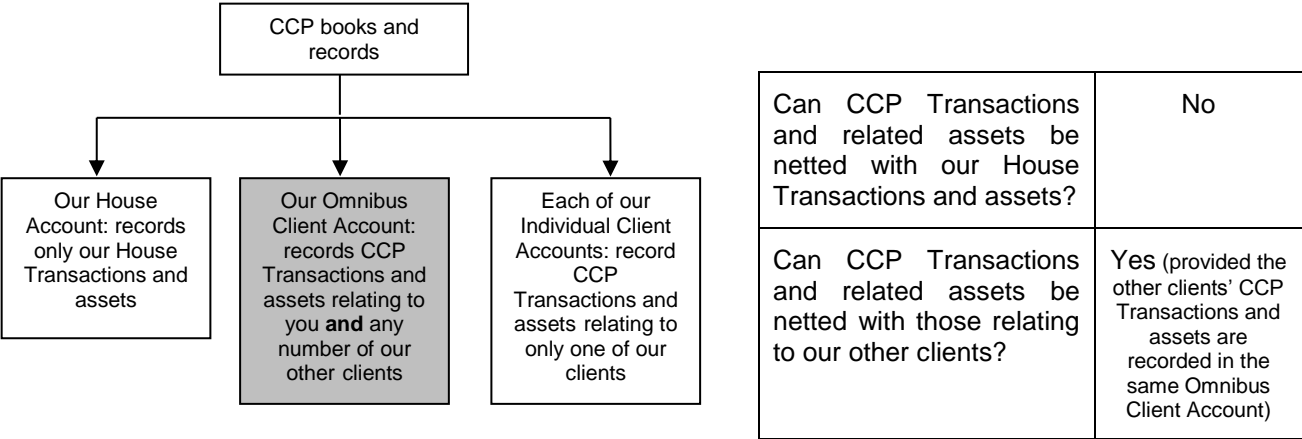 CCP books and
records
Our House
Account: records
only our House
Transactions and
assets
Our Omnibus
Client Account:
records CCP
Transactions and
assets relating to
you and any
number of our
other clients
Each of our
Individual Client
Accounts: record
CCP
Transactions and
assets relating to
only one of our
clients
Can CCP Transactions
and related assets be
netted with our House
Transactions and assets?
No
Can CCP Transactions
and related assets be
netted with those relating
to our other clients?
Yes (provided the
other clients’ CCP
Transactions and
assets are
recorded in the
same Omnibus
Client Account)